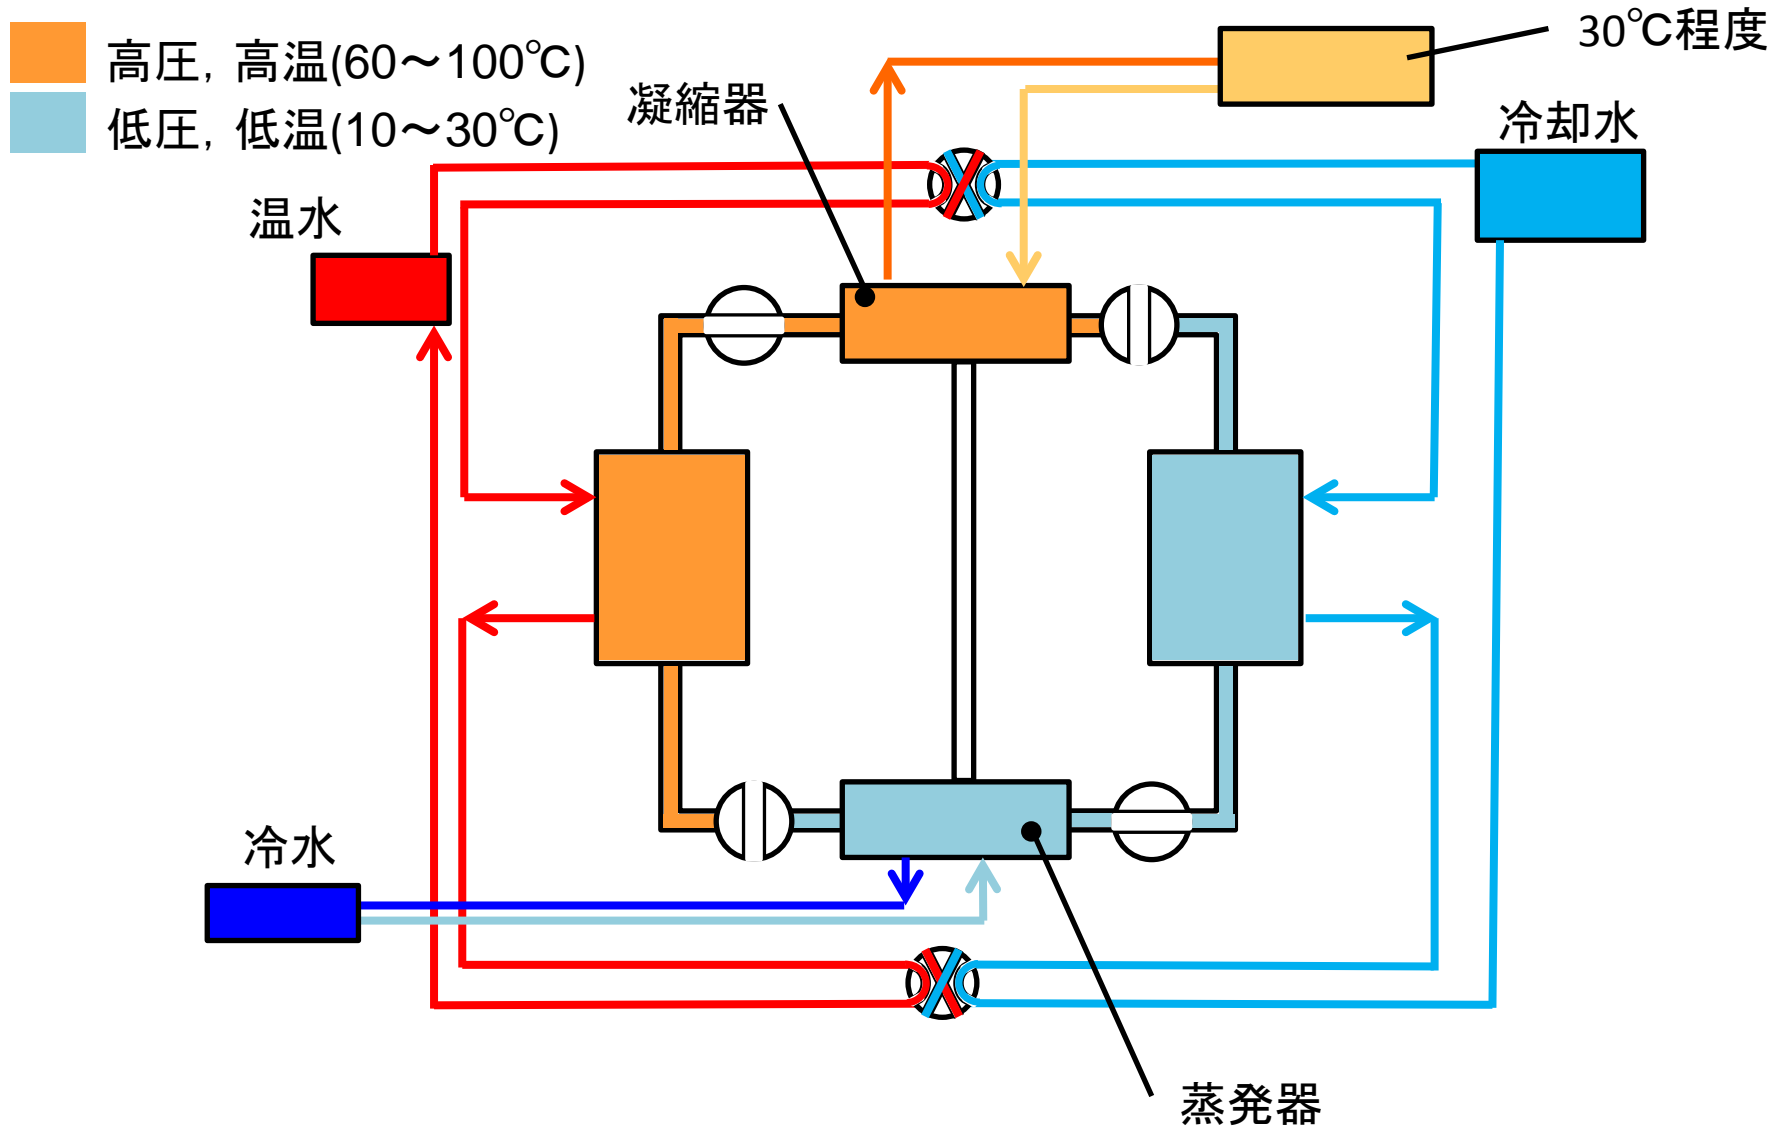 高圧，高温(60～100℃)
低圧，低温(10～30℃)
30℃程度
凝縮器
冷却水
温水
冷水
蒸発器